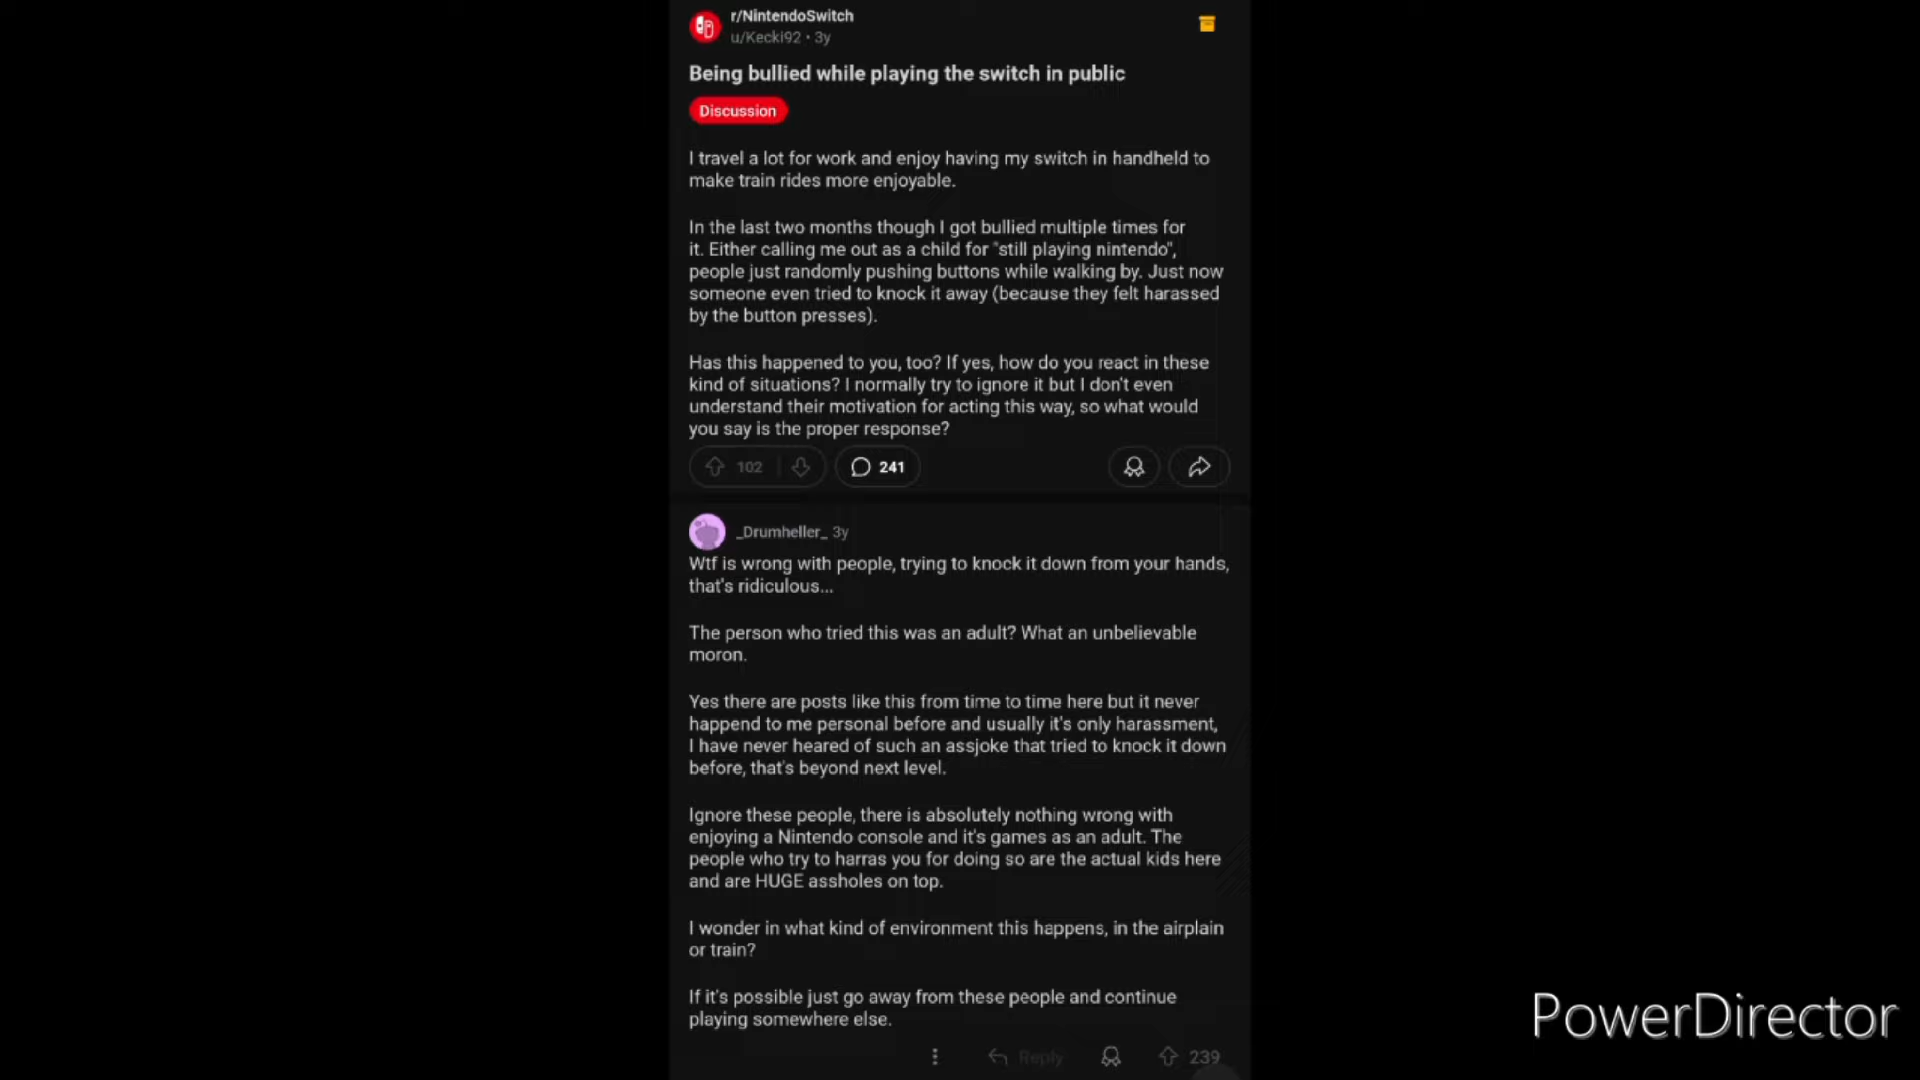 r/NintendoSwitch
u/Kecki92 • 3y
Being bullied while playing the switch in public
Discussion
I travel a lot for work and enjoy having my switch in handheld to
make train rides more enjoyable.
In the last two months though I got bullied multiple times for
it. Either calling me out as a child for "still playing nintendo",
people just randomly pushing buttons while walking by. Just now
someone even tried to knock it away (because they felt harassed
by the button presses).
Has this happened to you, too? If yes, how do you react in these
kind of situations? I normally try to ignore it but I don't even
understand their motivation for acting this way, so what would
you say is the proper response?
102 241
_Drumheller_ 3y
Wtf is wrong with people, trying to knock it down from your hands,
that's ridiculous...
The person who tried this was an adult? What an unbelievable
moron.
Yes there are posts like this from time to time here but it never
happend to me personal before and usually it's only harassment,
I have never heared of such an assjoke that tried to knock it down
before, that's beyond next level.
Ignore these people, there is absolutely nothing wrong with
enjoying a Nintendo console and it's games as an adult. The
people who try to harras you for doing so are the actual kids here
and are HUGE assholes on top.
I wonder in what kind of environment this happens, in the airplain
or train?
If it's possible just go away from these people and continue
playing somewhere else.
Reply 239
PowerDirector